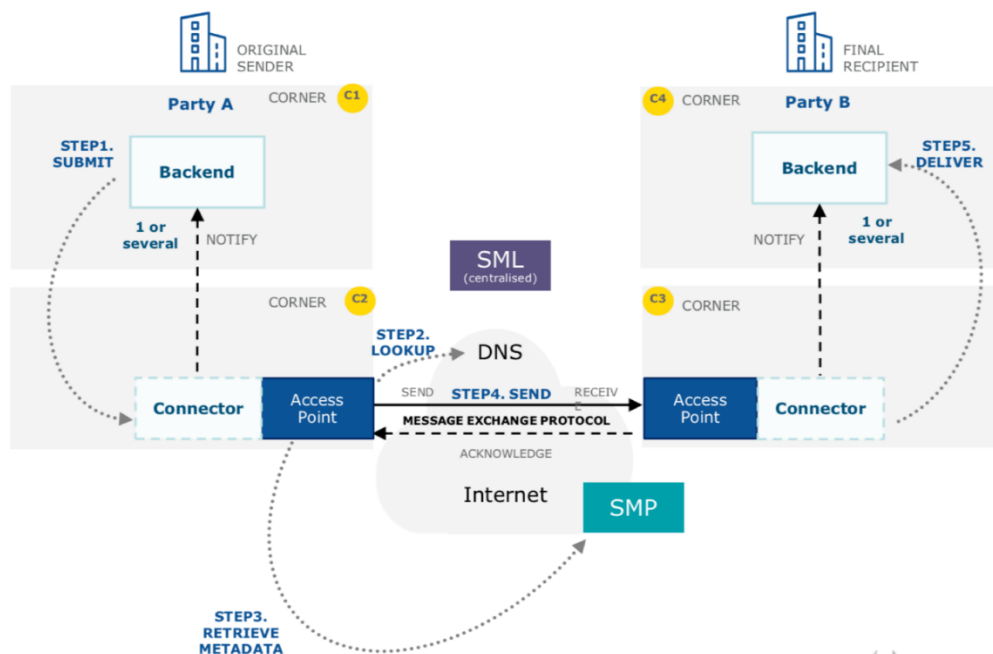 ORIGINAL
SENDER
FINAL
RECIPIENT
CORNER C1
Party A
C4 CORNER
Party B
STEP1.
SUBMIT
Backend
1 or
several
NOTIFY
STEP5.
DELIVER
Backend
1 or
several
NOTIFY
SML
(centralised)
CORNER C2
C3 CORNER
STEP2.
LOOKUP
DNS
Connector
Access
Point
SEND
STEP4. SEND
RECEIV
E
MESSAGE EXCHANGE PROTOCOL
ACKNOWLEDGE
Access
Point
Connector
Internet
SMP
STEP3.
RETRIEVE
METADATA